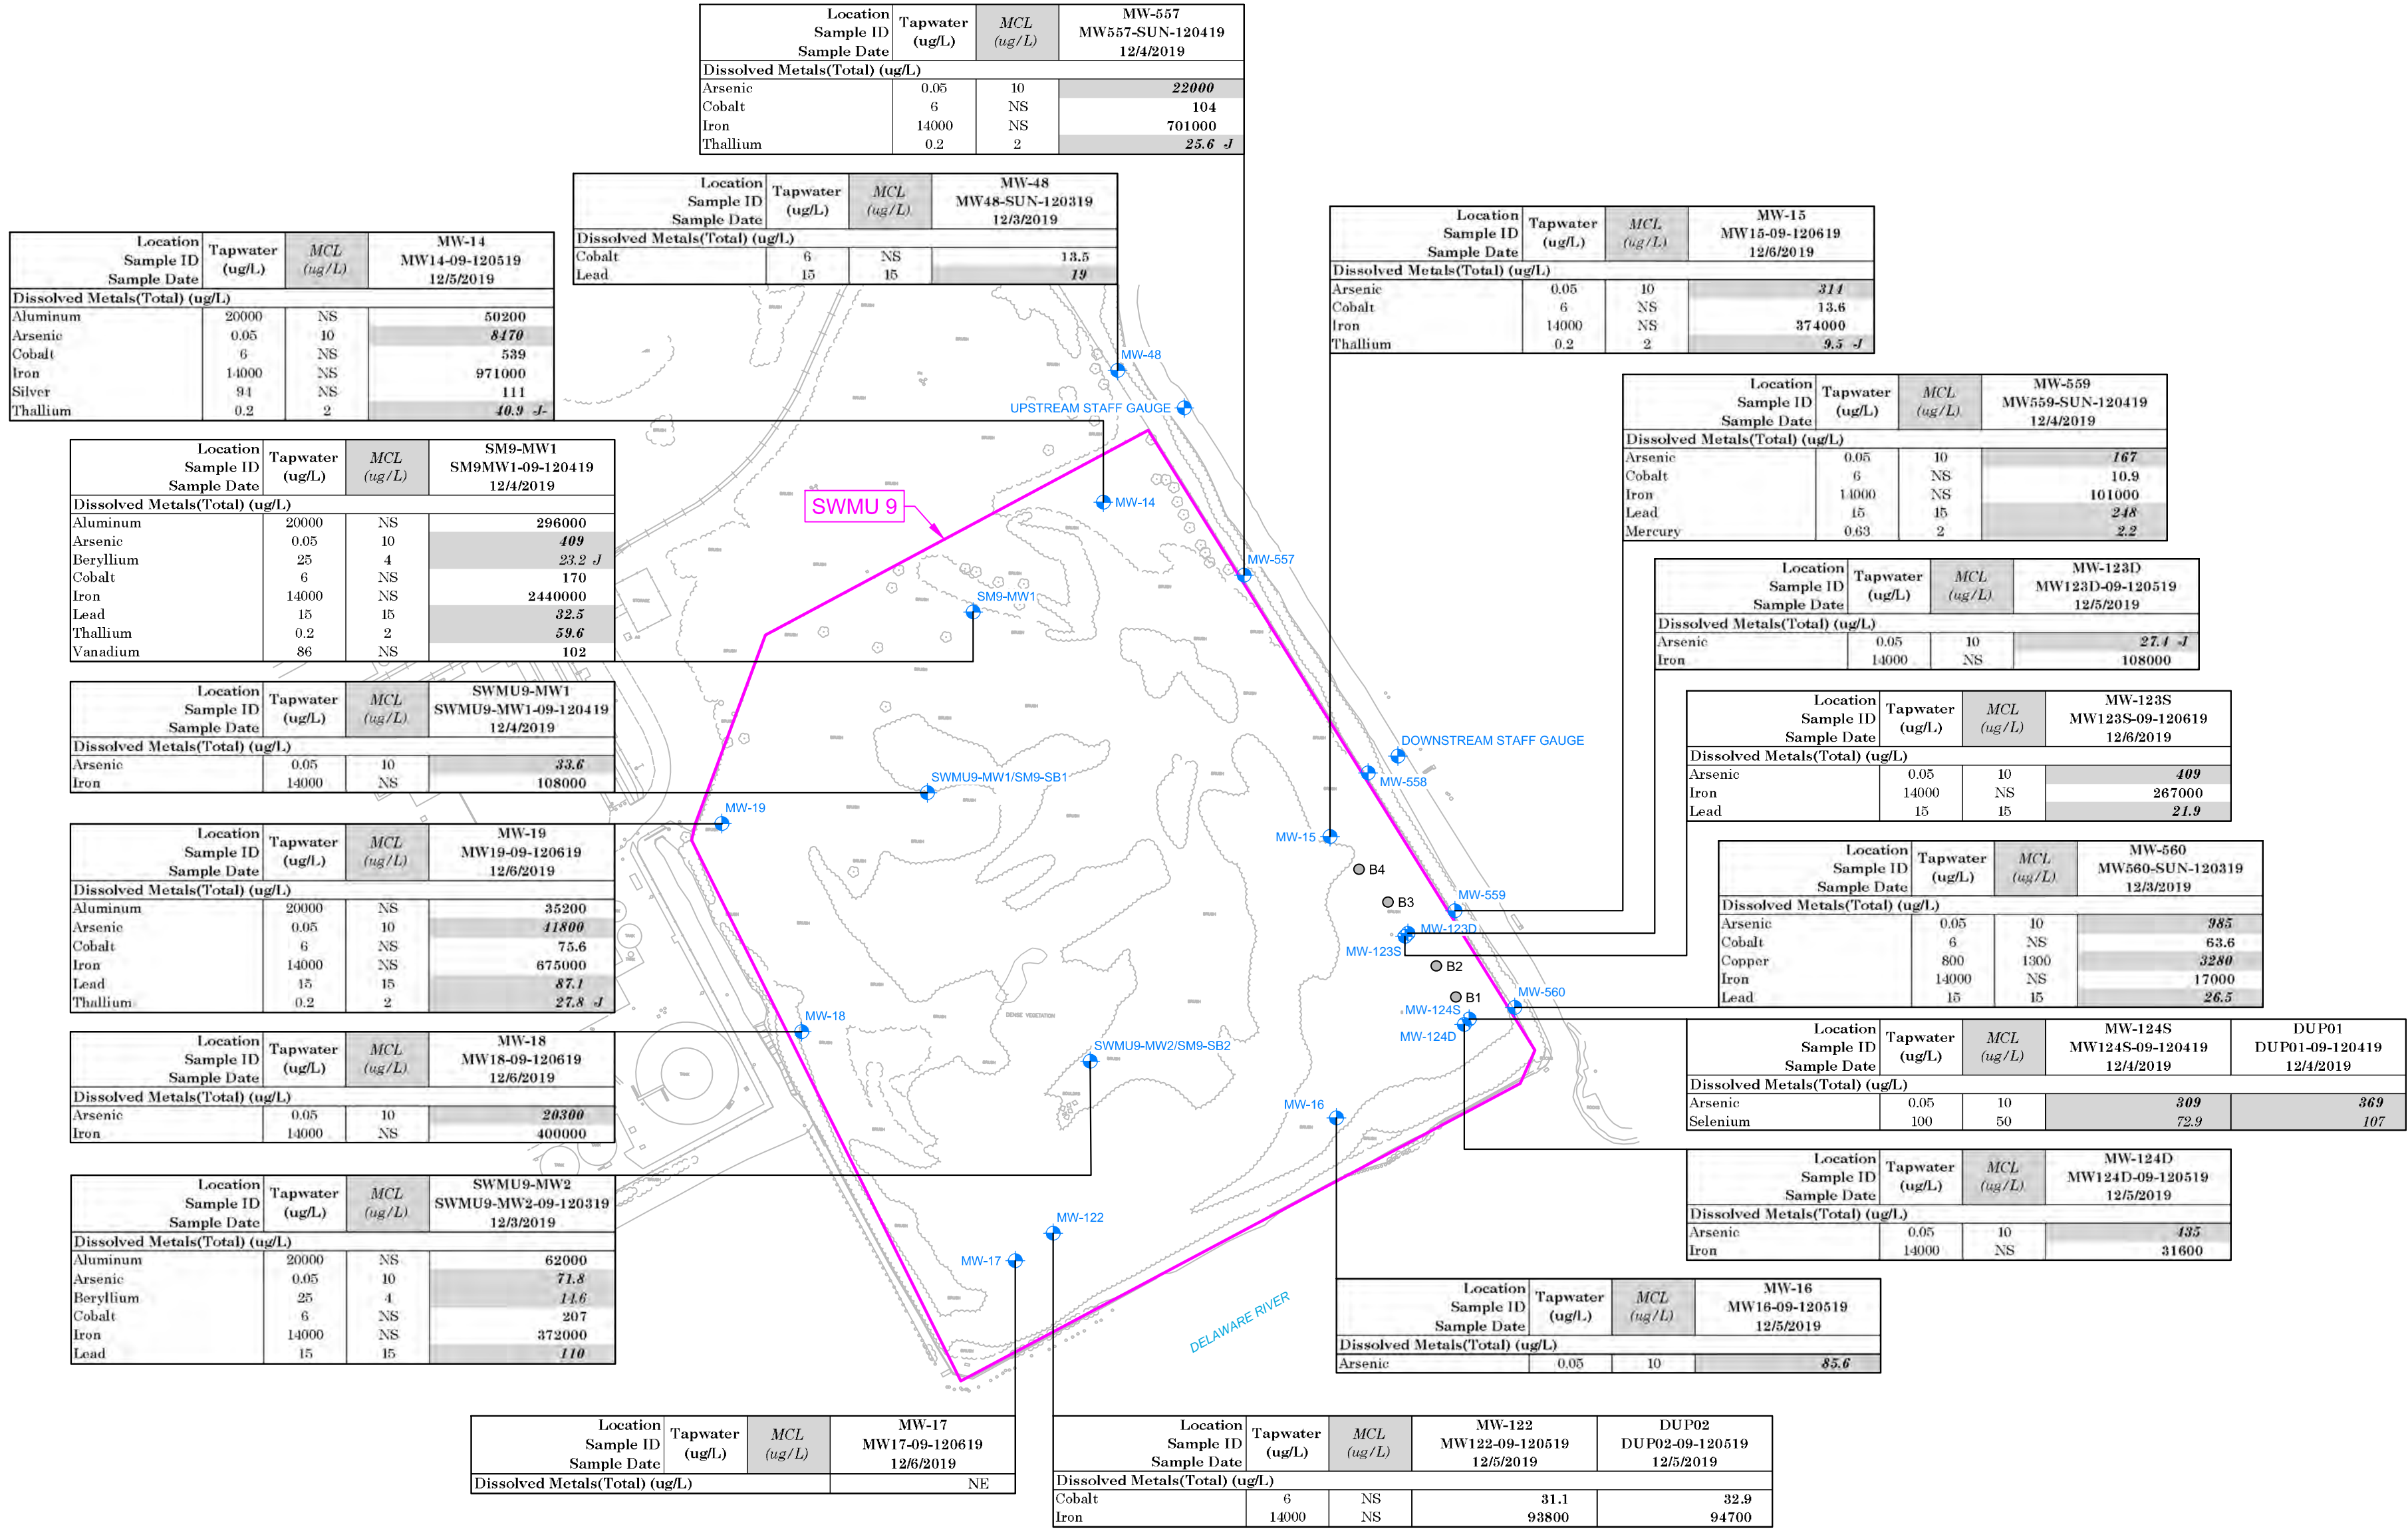 Location Tapwater (ug/L) MCL (ug/L) MW-557
Sample ID MW557-SUN-120419
Sample Date 12/4/2019
Dissolved Metals(Total) (ug/L)
Arsenic 0.05 10 22000
Cobalt 6 NS 104
Iron 14000 NS 701000
Thallium 0.2 2 25.6 J
Location Tapwater (ug/L) MCL (ug/L) MW-48
Sample ID MW48-SUN-120319
Sample Date 12/3/2019
Dissolved Metals(Total) (ug/L)
Cobalt 6 NS 13.5
Lead 15 15 19
Location Tapwater (ug/L) MCL (ug/L) MW-15
Sample ID MW15-09-120619
Sample Date 12/6/2019
Dissolved Metals(Total) (ug/L)
Arsenic 0.05 10 314
Cobalt 6 NS 13.6
Iron 14000 NS 374000
Thallium 0.2 2 9.5 J
Location Tapwater (ug/L) MCL (ug/L) MW-14
Sample ID MW14-09-120519
Sample Date 12/5/2019
Dissolved Metals(Total) (ug/L)
Aluminum 20000 NS 50200
Arsenic 0.05 10 8470
Cobalt 6 NS 539
Iron 14000 NS 971000
Silver 94 NS 111
Thallium 0.2 2 40.9 J-
Location Tapwater (ug/L) MCL (ug/L) MW-559
Sample ID MW559-SUN-120419
Sample Date 12/4/2019
Dissolved Metals(Total) (ug/L)
Arsenic 0.05 10 167
Cobalt 6 NS 10.9
Iron 14000 NS 101000
Lead 15 15 248
Mercury 0.63 2 2.2
Location Tapwater (ug/L) MCL (ug/L) SM9-MW1
Sample ID SM9MW1-09-120419
Sample Date 12/4/2019
Dissolved Metals(Total) (ug/L)
Aluminum 20000 NS 296000
Arsenic 0.05 10 409
Beryllium 25 4 23.2 J
Cobalt 6 NS 170
Iron 14000 NS 2440000
Lead 15 15 32.5
Thallium 0.2 2 59.6
Vanadium 86 NS 102
Location Tapwater (ug/L) MCL (ug/L) MW-123D
Sample ID MW123D-09-120519
Sample Date 12/5/2019
Dissolved Metals(Total) (ug/L)
Arsenic 0.05 10 27.4 J
Iron 14000 NS 108000
Location Tapwater (ug/L) MCL (ug/L) SWMU9-MW1
Sample ID SWMU9-MW1-09-120419
Sample Date 12/4/2019
Dissolved Metals(Total) (ug/L)
Arsenic 0.05 10 33.6
Iron 14000 NS 108000
Location Tapwater (ug/L) MCL (ug/L) MW-123S
Sample ID MW123S-09-120619
Sample Date 12/6/2019
Dissolved Metals(Total) (ug/L)
Arsenic 0.05 10 409
Iron 14000 NS 267000
Lead 15 15 21.9
Location Tapwater (ug/L) MCL (ug/L) MW-19
Sample ID MW19-09-120619
Sample Date 12/6/2019
Dissolved Metals(Total) (ug/L)
Aluminum 20000 NS 35200
Arsenic 0.05 10 41800
Cobalt 6 NS 75.6
Iron 14000 NS 675000
Lead 15 15 87.1
Thallium 0.2 2 27.8 J
Location Tapwater (ug/L) MCL (ug/L) MW-560
Sample ID MW560-SUN-120319
Sample Date 12/3/2019
Dissolved Metals(Total) (ug/L)
Arsenic 0.05 10 985
Cobalt 6 NS 63.6
Copper 800 1300 3280
Iron 14000 NS 17000
Lead 15 15 26.5
Location Tapwater (ug/L) MCL (ug/L) MW-18
Sample ID MW18-09-120619
Sample Date 12/6/2019
Dissolved Metals(Total) (ug/L)
Arsenic 0.05 10 20300
Iron 14000 NS 400000
Location Tapwater (ug/L) MCL (ug/L) MW-124S DUP01
Sample ID MW124S-09-120419 DUP01-09-120419
Sample Date 12/4/2019 12/4/2019
Dissolved Metals(Total) (ug/L)
Arsenic 0.05 10 309 369
Selenium 100 50 72.9 107
Location Tapwater (ug/L) MCL (ug/L) MW-124D
Sample ID MW124D-09-120519
Sample Date 12/5/2019
Dissolved Metals(Total) (ug/L)
Arsenic 0.05 10 435
Iron 14000 NS 31600
Location Tapwater (ug/L) MCL (ug/L) SWMU9-MW2
Sample ID SWMU9-MW2-09-120319
Sample Date 12/3/2019
Dissolved Metals(Total) (ug/L)
Aluminum 20000 NS 62000
Arsenic 0.05 10 71.8
Beryllium 25 4 14.6
Cobalt 6 NS 207
Iron 14000 NS 372000
Lead 15 15 110
Location Tapwater (ug/L) MCL (ug/L) MW-16
Sample ID MW16-09-120519
Sample Date 12/5/2019
Dissolved Metals(Total) (ug/L)
Arsenic 0.05 10 85.6
Location Tapwater (ug/L) MCL (ug/L) MW-17
Sample ID MW17-09-120619
Sample Date 12/6/2019
Dissolved Metals(Total) (ug/L) NE
Location Tapwater (ug/L) MCL (ug/L) MW-122 DUP02
Sample ID MW122-09-120519 DUP02-09-120519
Sample Date 12/5/2019 12/5/2019
Dissolved Metals(Total) (ug/L)
Cobalt 6 NS 31.1 32.9
Iron 14000 NS 93800 94700
MW-48
UPSTREAM STAFF GAUGE
SWMU 9
MW-14
MW-557
SM9-MW1
DOWNSTREAM STAFF GAUGE
MW-558
SWMU9-MW1/SM9-SB1
MW-19
MW-15
B4
MW-559
B3
MW-123D
MW-123S
B2
MW-560
B1
MW-124S
MW-18
DENSE VEGETATION
MW-124D
SWMU9-MW2/SM9-SB2
MW-16
MW-122
MW-17
DELAWARE RIVER